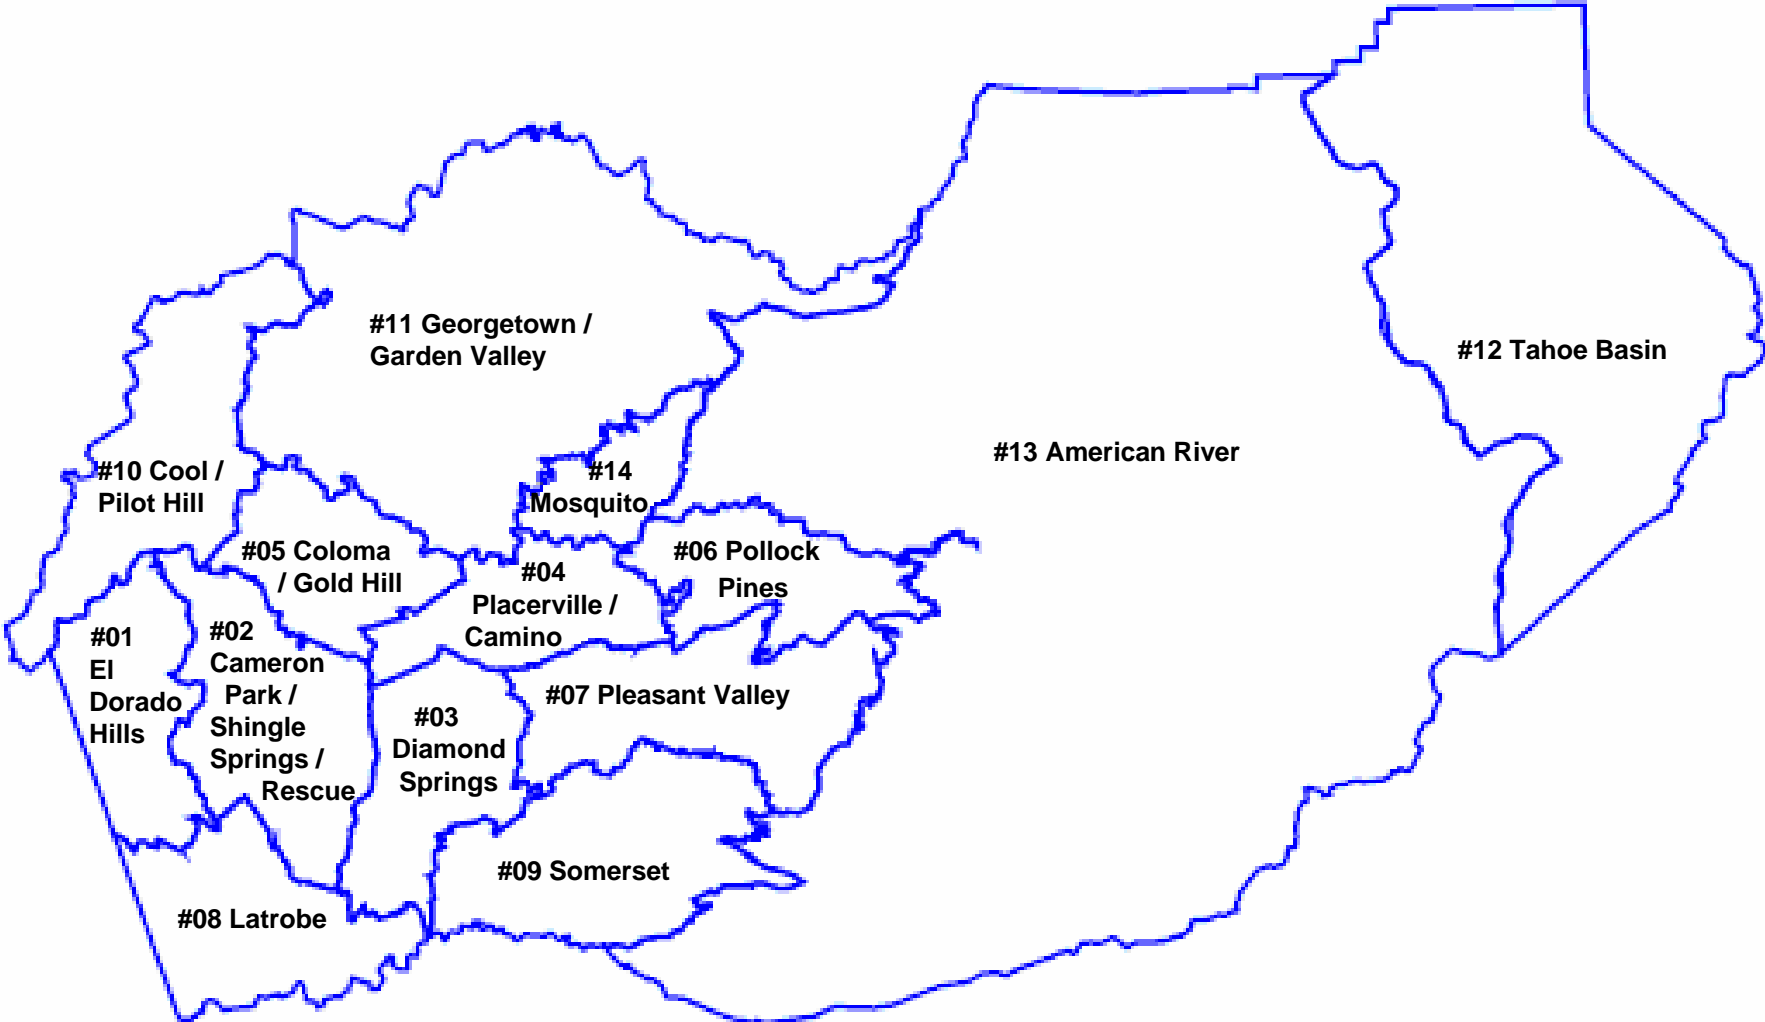 #11 Georgetown /
Garden Valley
#12 Tahoe Basin
#13 American River
#10 Cool /
Pilot Hill
#14
Mosquito
#05 Coloma
/ Gold Hill
#04
Placerville /
Camino
#06 Pollock
Pines
#01
El
Dorado
Hills
#02
Cameron
Park /
Shingle
Springs /
Rescue
#03
Diamond
Springs
#07 Pleasant Valley
#09 Somerset
#08 Latrobe